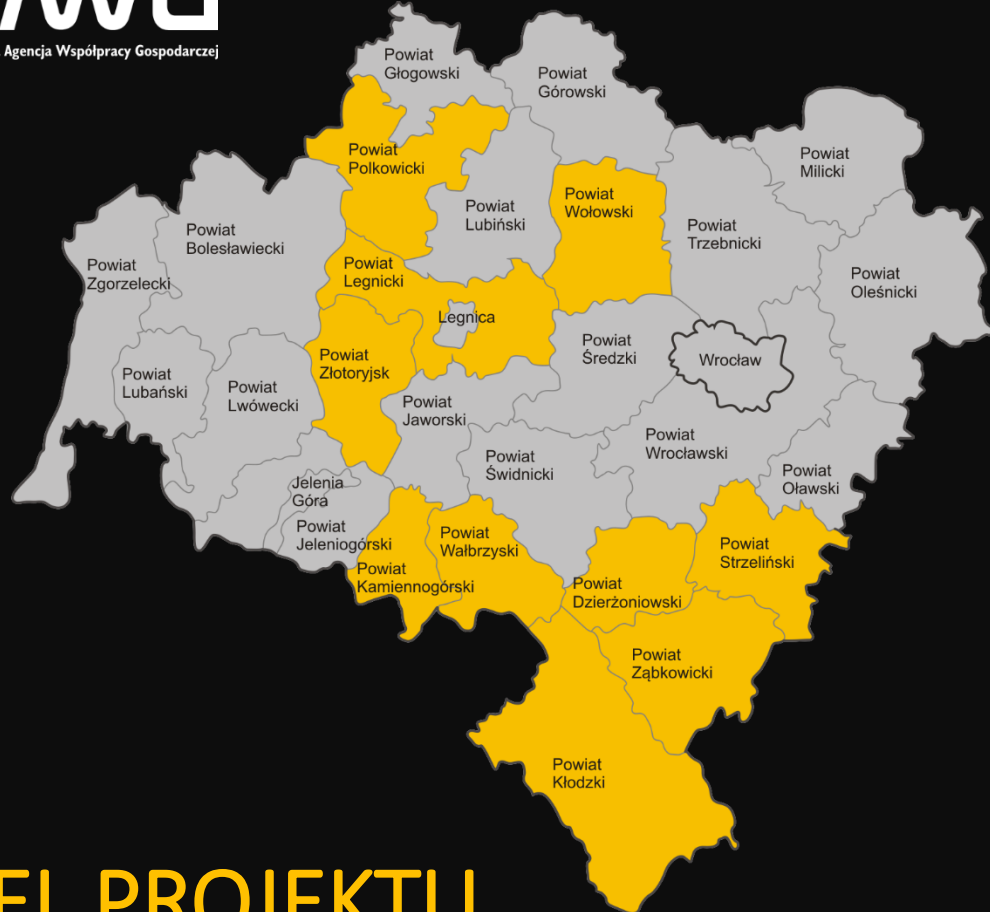 Agencja Współpracy Gospodarczej
Powiat
Głogowski
Powiat
Górowski
Powiat
Polkowicki
Powiat
Milicki
Powiat
Wołowski
Powiat
Lubiński
Powiat
Bolesławiecki
Powiat
Trzebnicki
Powiat
Zgorzelecki
Powiat
Legnicki
Powiat
Oleśnicki
Legnica
Powiat
Średzki
Wrocław
Powiat
Złotoryjsk
Powiat
Lubański
Powiat
Lwówecki
Powiat
Jaworski
Powiat
Wrocławski
Powiat
Świdnicki
Powiat
Oławski
Jelenia
Góra
Powiat
Jeleniogórski
Powiat
Wałbrzyski
Powiat
Strzeliński
Powiat
Kamiennogórski
Powiat
Dzierżoniowski
Powiat
Ząbkowicki
Powiat
Kłodzki
EL PROJEKTU